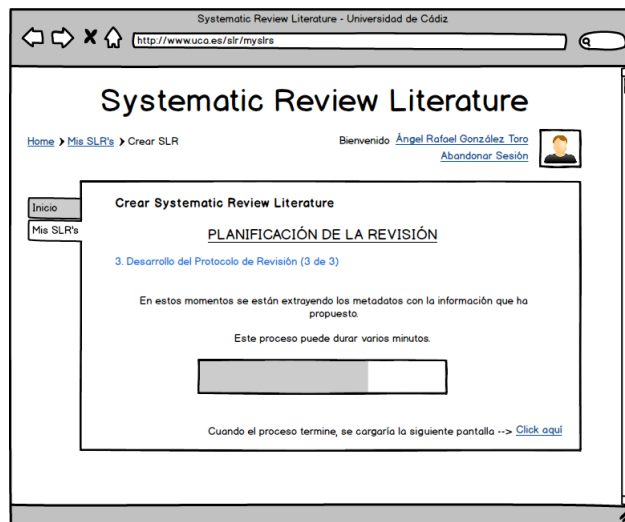 Systematic Review Literature - Universidad de Cádiz
http://www.uca.es/slr/myslrs
Systematic Review Literature
Home > Mis SLR's > Crear SLR
Bienvenido Ángel Rafael González Toro
Abandonar Sesión
Inicio
Mis SLR's
Crear Systematic Review Literature
PLANIFICACIÓN DE LA REVISIÓN
3. Desarrollo del Protocolo de Revisión (3 de 3)
En estos momentos se están extrayendo los metadatos con la información que ha
propuesto.
Este proceso puede durar varios minutos.
Cuando el proceso termine, se cargaría la siguiente pantalla --> Click aquí